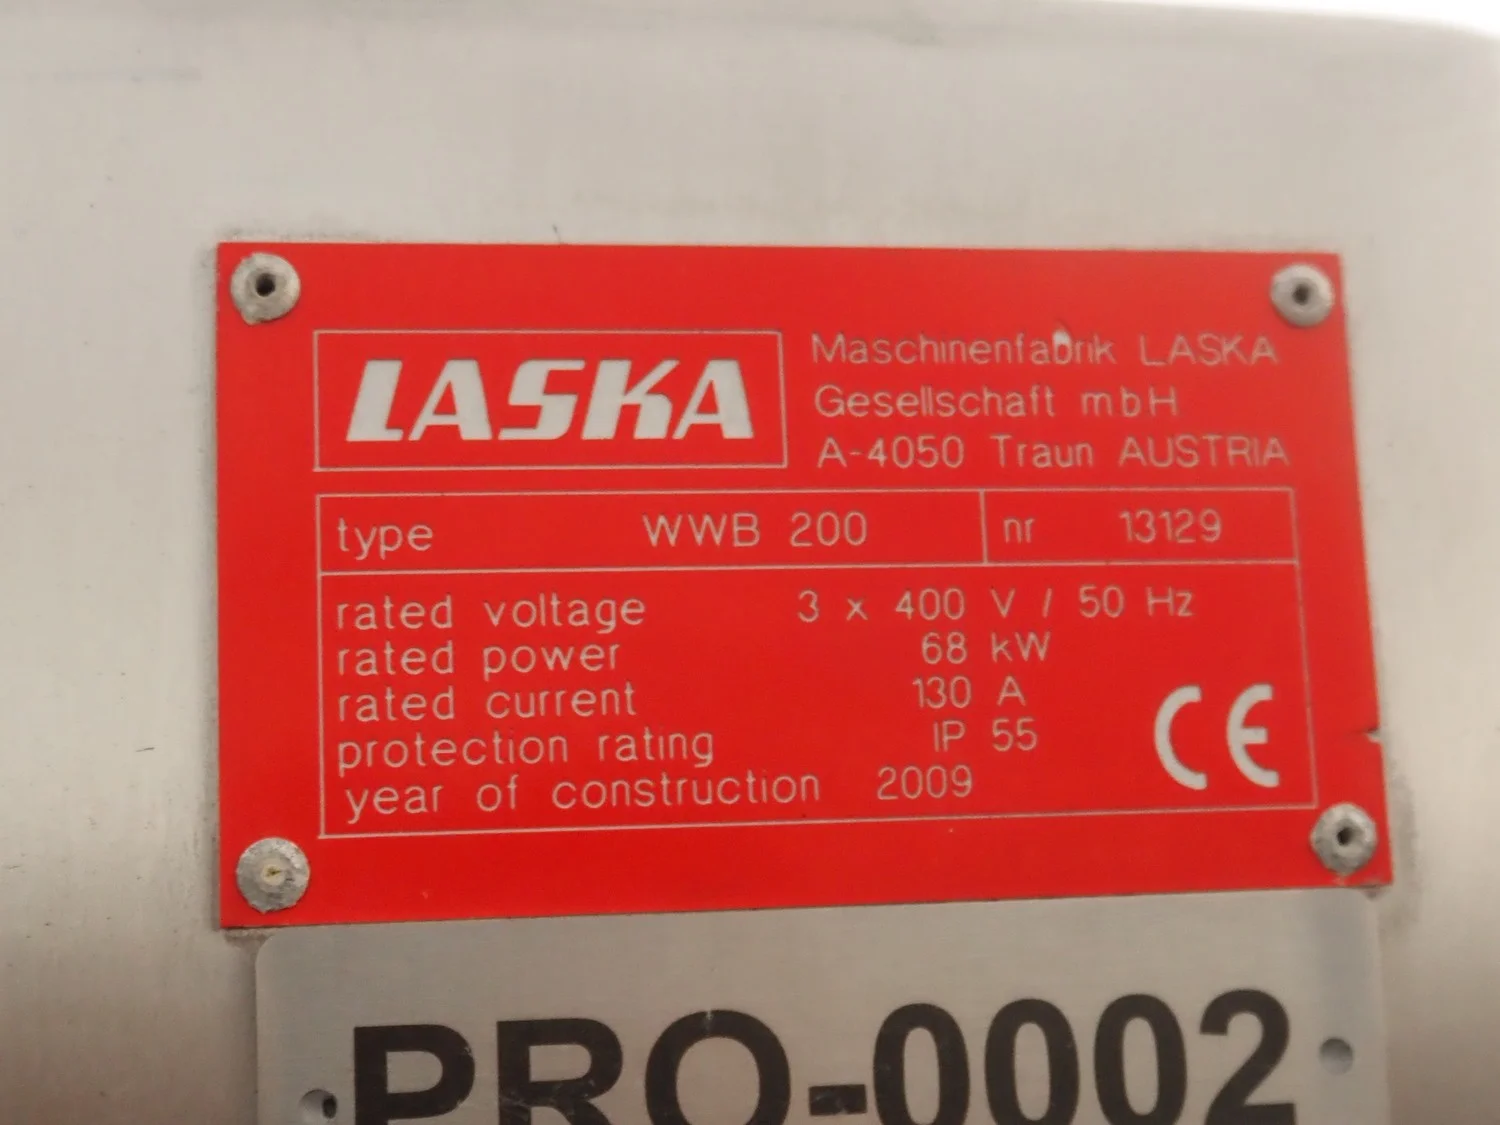 LASKA
Maschinenfabrik LASKA
Gesellschaft mbH
A-4050 Traun AUSTRIA
type WWB 200 nr 13129
rated voltage 3 x 400 V / 50 Hz
rated power 68 kW
rated current 130 A
protection rating IP 55
year of construction 2009
CE
PRO-0002